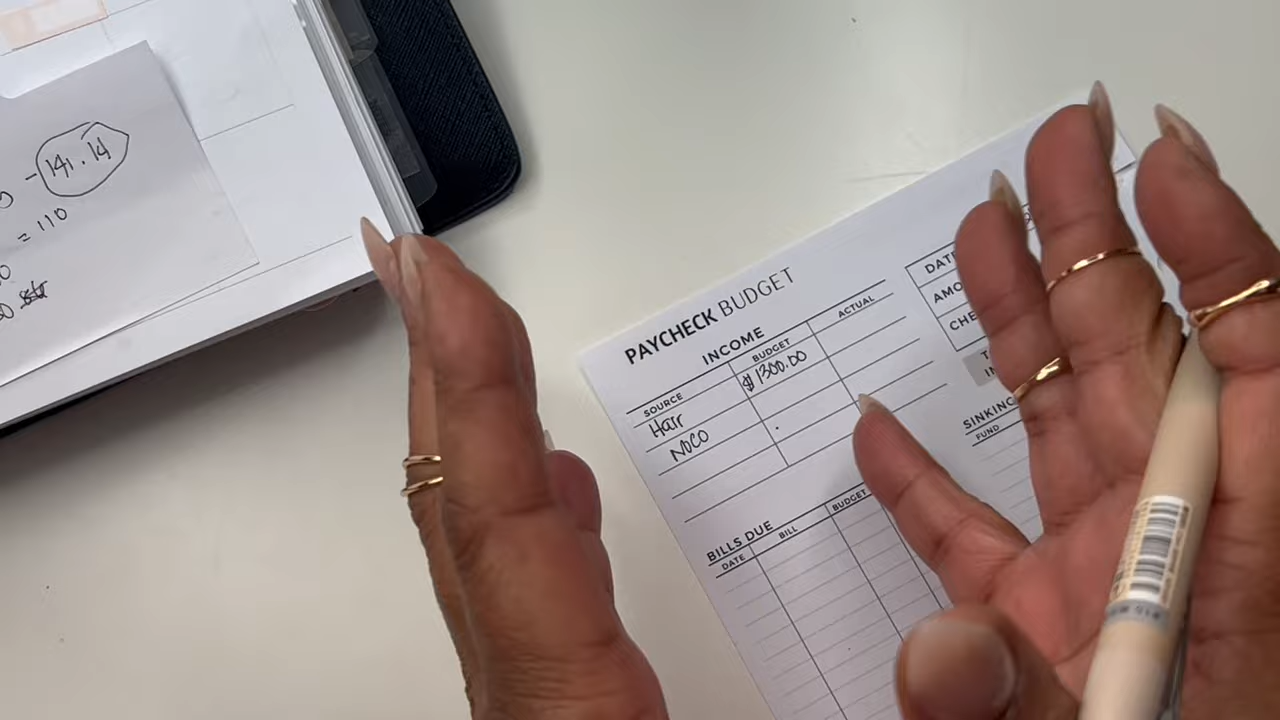 - 141.14
= 110
PAYCHECK BUDGET
INCOME
SOURCE BUDGET ACTUAL
Hair $1300.00
NOCO
BILLS DUE
DATE BILL BUDGET
FUND